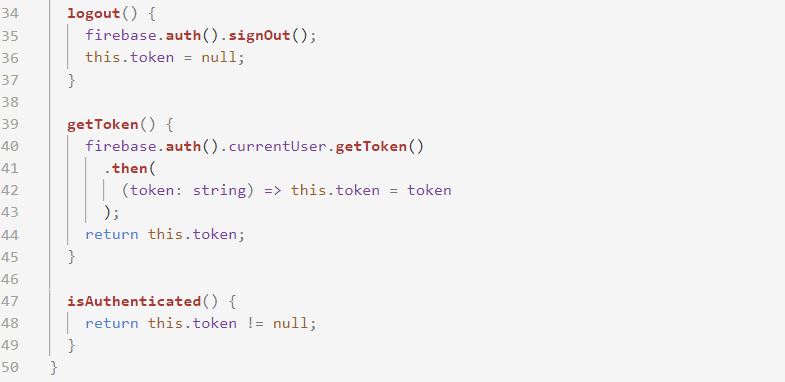 34 logout() {
35 firebase.auth().signOut();
36 this.token = null;
37 }
38
39 getToken() {
40 firebase.auth().currentUser.getToken()
41 .then(
42 (token: string) => this.token = token
43 );
44 return this.token;
45 }
46
47 isAuthenticated() {
48 return this.token != null;
49 }
50 }